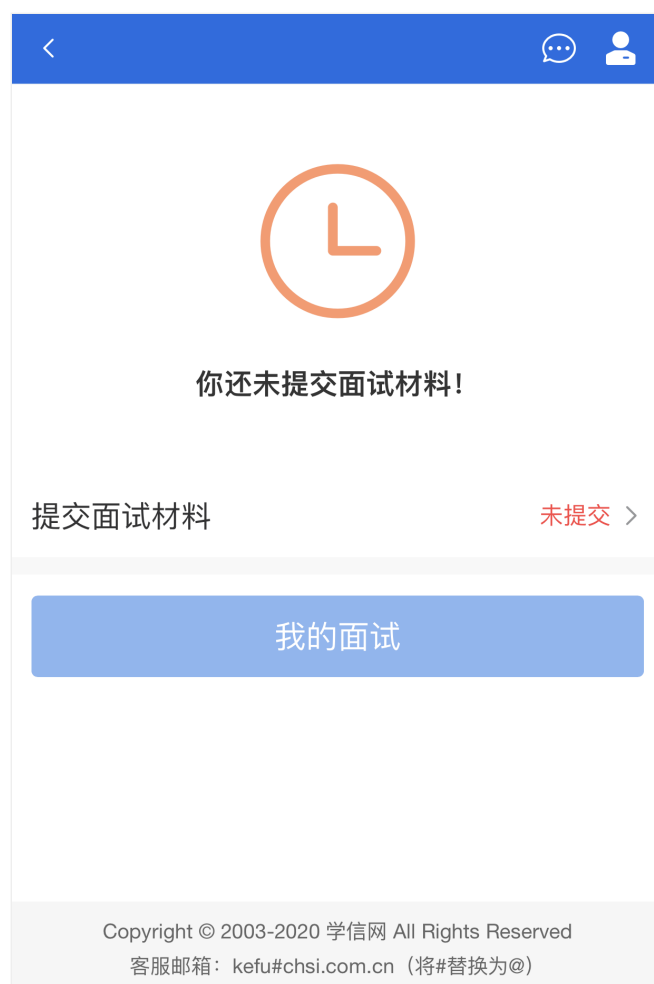 你还未提交面试材料！
提交面试材料 未提交
我的面试
Copyright © 2003-2020 学信网 All Rights Reserved
客服邮箱：kefu#chsi.com.cn（将#替换为@）